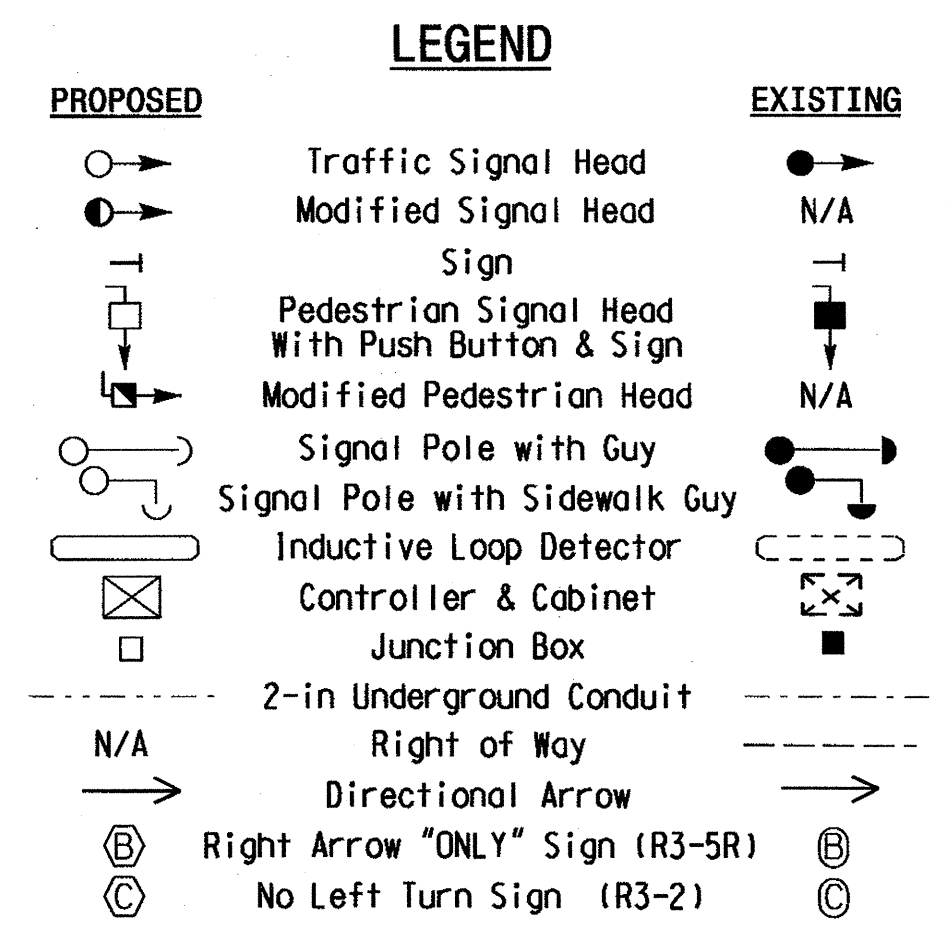 LEGEND
PROPOSED EXISTING
Traffic Signal Head
Modified Signal Head N/A
Sign
Pedestrian Signal Head
With Push Button & Sign
Modified Pedestrian Head N/A
Signal Pole with Guy
Signal Pole with Sidewalk Guy
Inductive Loop Detector
Controller & Cabinet
Junction Box
2-in Underground Conduit
N/A Right of Way
Directional Arrow
B Right Arrow "ONLY" Sign (R3-5R) B
C No Left Turn Sign (R3-2) C